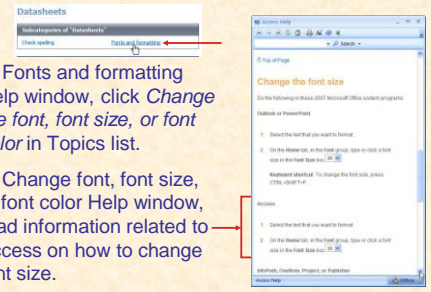 Datasheets
Subcategories of "Datasheets"
Check spelling
Fonts and formatting
Fonts and formatting
elp window, click Change
e font, font size, or font
olor in Topics list.
Change font, font size,
font color Help window,
ad information related to
ccess on how to change
nt size.
Access Help
Search
Top of Page
Change the font size
Do the following in these 2007 Microsoft Office system programs
Outlook or PowerPoint
1. Select the text that you want to format.
2. On the Home tab, in the Font group, type or click a font
size in the Font Size box
Keyboard shortcut To change the font size, press
CTRL+SHIFT+P
Access
1. Select the text that you want to format.
2. On the Home tab, in the Font group, type or click a font
size in the Font Size box
InfoPath, OneNote, Project, or Publisher
Access Help
Offline